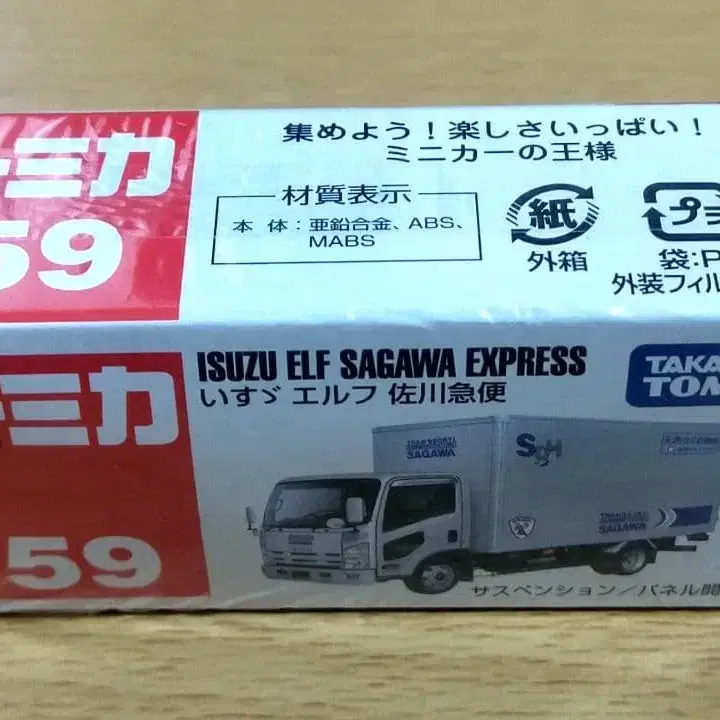 ーミカ
59
集めよう！楽しさいっぱい！
ミニカーの王様
材質表示
本 体：亜鉛合金、ABS、
MABS
紙
外箱
プラ
袋:P
外装フィル
ーミカ
59
ISUZU ELF SAGAWA EXPRESS
いすゞ エルフ 佐川急便
TAKA
TOM
SAGAWA
SGH
SAGAWA
サスペンション／パネル開